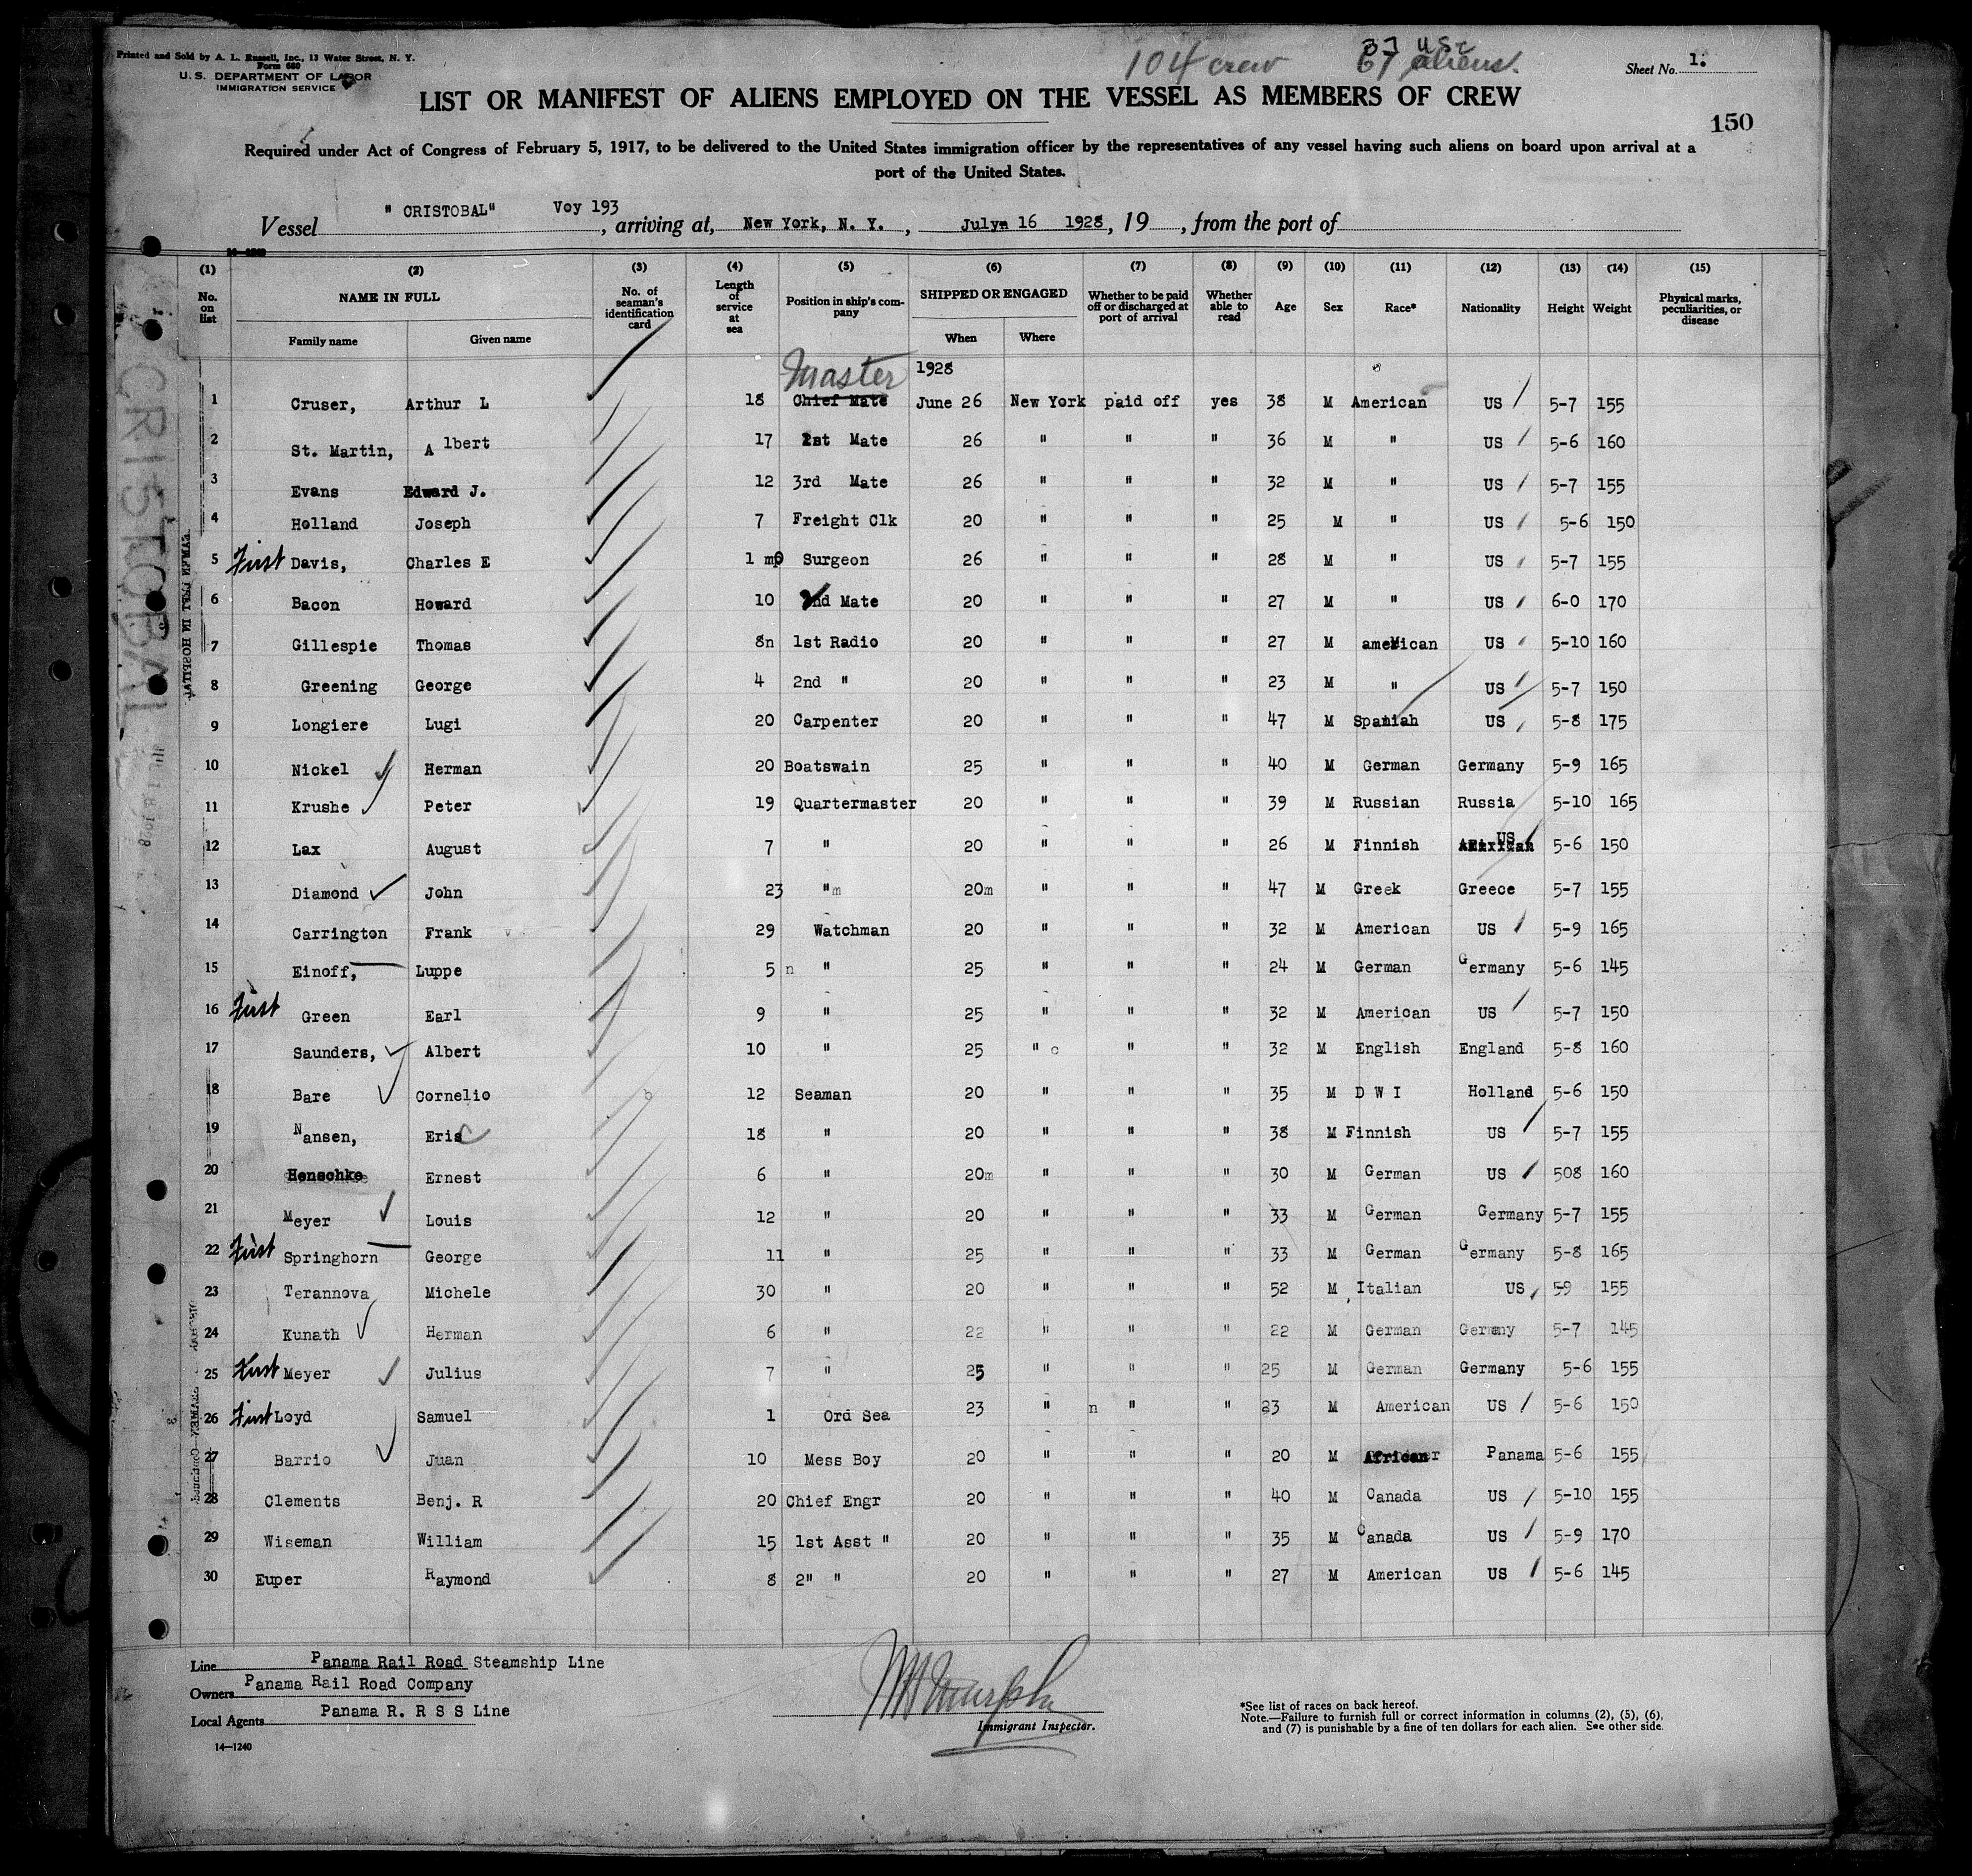 Printed and Sold by A. L. Russell, Inc., 13 Water Street, N. Y.
Form 680
U. S. DEPARTMENT OF LABOR
IMMIGRATION SERVICE
104 crew 37 USC
67 aliens.
Sheet No. 1.
LIST OR MANIFEST OF ALIENS EMPLOYED ON THE VESSEL AS MEMBERS OF CREW
150
Required under Act of Congress of February 5, 1917, to be delivered to the United States immigration officer by the representatives of any vessel having such aliens on board upon arrival at a
port of the United States.
Vessel " CRISTOBAL" Voy 193, arriving at, New York, N. Y., July 16 1928, 19 , from the port of
(1) (2) (3) (4) (5) (6) (7) (8) (9) (10) (11) (12) (13) (14) (15)
No. on list NAME IN FULL Family name Given name No. of seaman's identification card Length of service at sea Position in ship's company SHIPPED OR ENGAGED When Where Whether to be paid off or discharged at port of arrival Whether able to read Age Sex Race* Nationality Height Weight Physical marks, peculiarities, or disease
Master 1928
1 Cruser, Arthur L 18 Chief Mate June 26 New York paid off yes 38 M American US 5-7 155
2 St. Martin, Albert 17 1st Mate 26 " " " 36 M " US 5-6 160
3 Evans Edward J. 12 3rd Mate 26 " " " 32 M " US 5-7 155
4 Holland Joseph 7 Freight Clk 20 " " " 25 M " US 5-6 150
5 First Davis, Charles E 1 mo Surgeon 26 " " " 28 M " US 5-7 155
6 Bacon Howard 10 2nd Mate 20 " " " 27 M " US 6-0 170
7 Gillespie Thomas 8n 1st Radio 20 " " " 27 M american US 5-10 160
8 Greening George 4 2nd " 20 " " " 23 M " US 5-7 150
9 Longiere Lugi 20 Carpenter 20 " " " 47 M Spanish US 5-8 175
10 Nickel Herman 20 Boatswain 25 " " " 40 M German Germany 5-9 165
11 Krushe Peter 19 Quartermaster 20 " " " 39 M Russian Russia 5-10 165
12 Lax August 7 " 20 " " " 26 M Finnish US 5-6 150
13 Diamond John 23 "m 20m " " " 47 M Greek Greece 5-7 155
14 Carrington Frank 29 Watchman 20 " " " 32 M American US 5-9 165
15 Einoff, Luppe 5 n " 25 " " " 24 M German Germany 5-6 145
16 First Green Earl 9 " 25 " " " 32 M American US 5-7 150
17 Saunders, Albert 10 " 25 " c " " 32 M English England 5-8 160
18 Bare Cornelio 12 Seaman 20 " " " 35 M D W I Holland 5-6 150
19 Nansen, Eric 18 " 20 " " " 38 M Finnish US 5-7 155
20 Henschke Ernest 6 " 20m " " " 30 M German US 508 160
21 Meyer Louis 12 " 20 " " " 33 M German Germany 5-7 155
22 First Springhorn George 11 " 25 " " " 33 M German Germany 5-8 165
23 Terannova Michele 30 " 20 " " " 52 M Italian US 59 155
24 Kunath Herman 6 " 22 " " " 22 M German Germany 5-7 145
25 First Meyer Julius 7 " 25 " " " 25 M German Germany 5-6 155
26 First Loyd Samuel 1 Ord Sea 23 " n " " 23 M American US 5-6 150
27 Barrio Juan 10 Mess Boy 20 " " " 20 M African Panama 5-6 155
28 Clements Benj. R 20 Chief Engr 20 " " " 40 M Canada US 5-10 155
29 Wiseman William 15 1st Asst " 20 " " " 35 M Canada US 5-9 170
30 Euper Raymond 8 2" " 20 " " " 27 M American US 5-6 145
CRISTOBAL
Line Panama Rail Road Steamship Line
Owners Panama Rail Road Company
Local Agents Panama R. R S S Line
14—1240
Immigrant Inspector.
*See list of races on back hereof.
Note.—Failure to furnish full or correct information in columns (2), (5), (6),
and (7) is punishable by a fine of ten dollars for each alien. See other side.